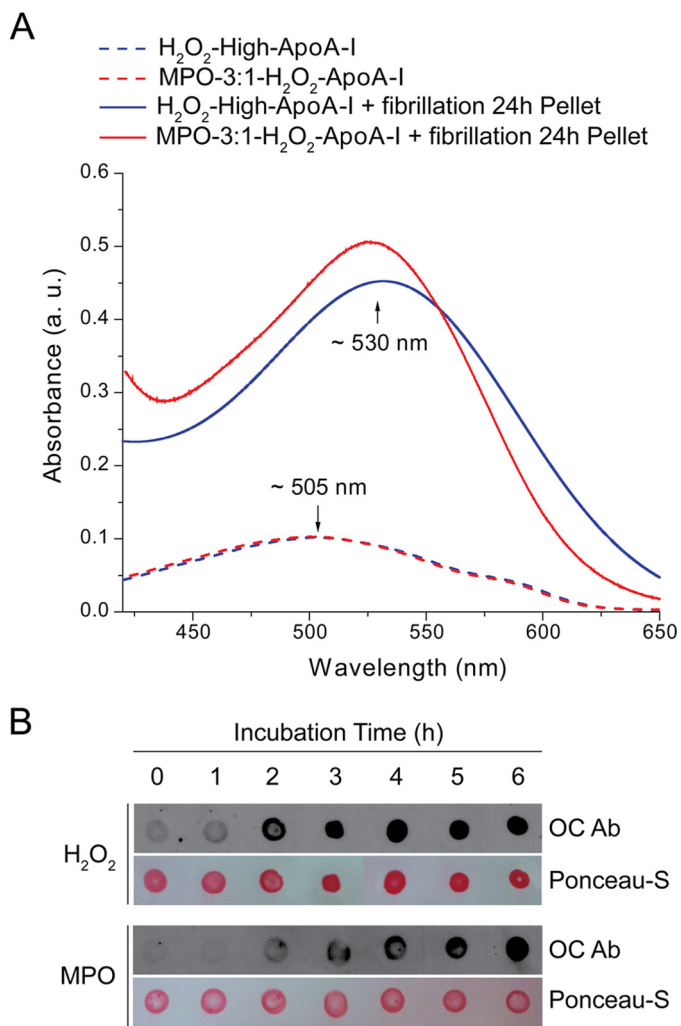 A
H₂O₂-High-ApoA-I
MPO-3:1-H₂O₂-ApoA-I
H₂O₂-High-ApoA-I + fibrillation 24h Pellet
MPO-3:1-H₂O₂-ApoA-I + fibrillation 24h Pellet
Absorbance (a. u.)
0.6
0.5
0.4
0.3
0.2
0.1
0.0
~ 530 nm
~ 505 nm
450 500 550 600 650
Wavelength (nm)
B
Incubation Time (h)
0 1 2 3 4 5 6
H₂O₂
OC Ab
Ponceau-S
MPO
OC Ab
Ponceau-S